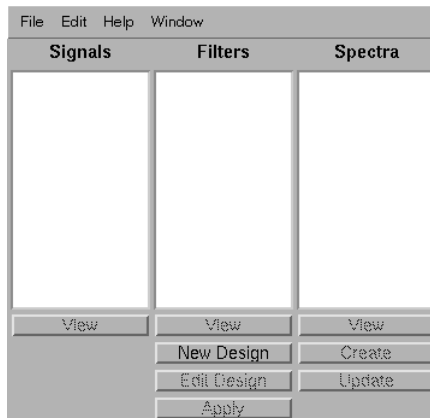 File Edit Help Window
Signals Filters Spectra
View View View
New Design Create
Edit Design Update
Apply